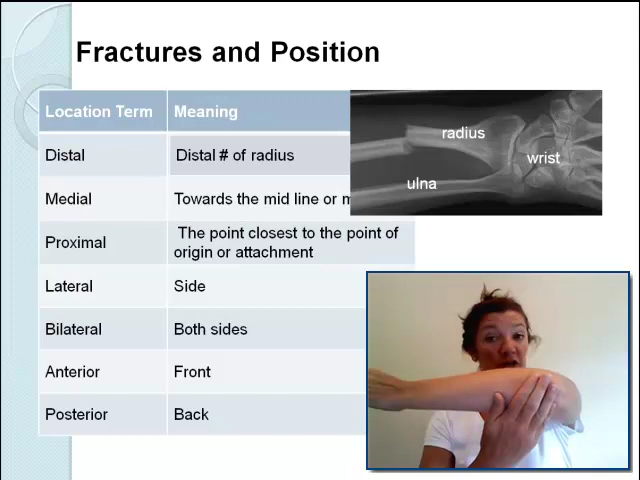 Fractures and Position
Location Term Meaning
Distal Distal # of radius
Medial Towards the mid line or
Proximal The point closest to the point of
origin or attachment
Lateral Side
Bilateral Both sides
Anterior Front
Posterior Back
radius
wrist
ulna